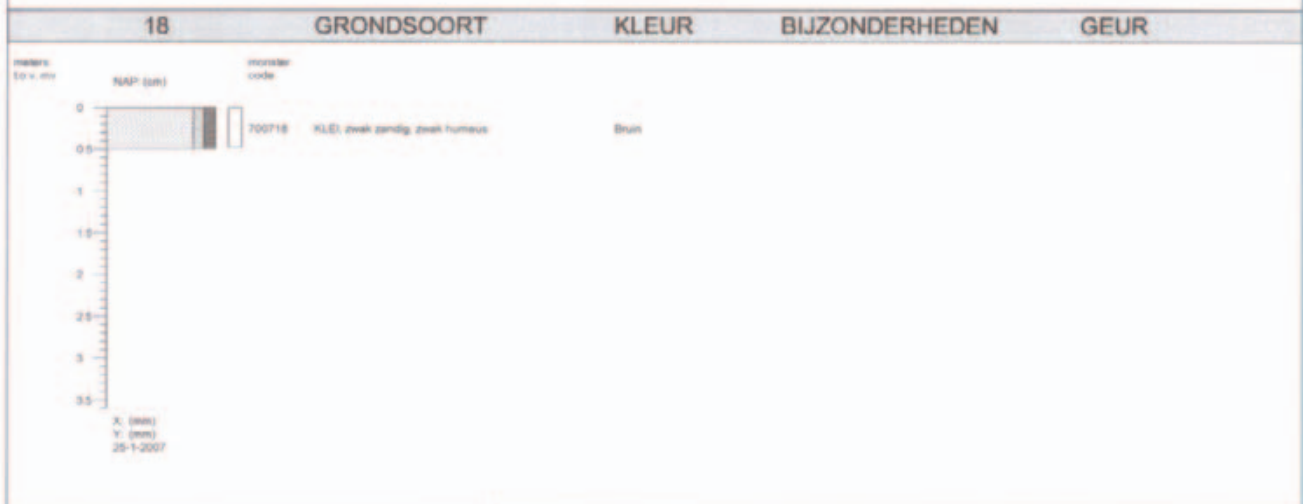 18 GRONDSOORT KLEUR BIJZONDERHEDEN GEUR
meters monster
t.o.v. mv code
NAP: (cm)
0
700718 KLEI, zwak zandig, zwak humeus Bruin
0.5
1
1.5
2
2.5
3
3.5
X: (mm)
Y: (mm)
25-1-2007